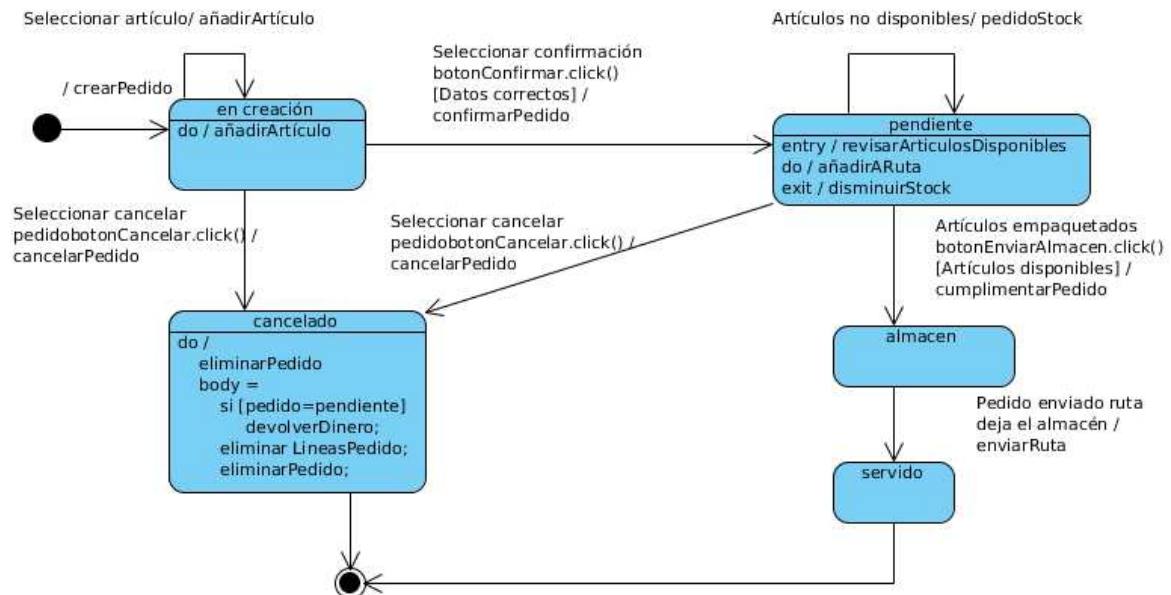 Seleccionar artículo/ añadirArtículo
Artículos no disponibles/ pedidoStock
/ crearPedido
Seleccionar confirmación
botonConfirmar.click()
[Datos correctos] /
confirmarPedido
en creación
do / añadirArtículo
pendiente
entry / revisarArticulosDisponibles
do / añadirARuta
exit / disminuirStock
Seleccionar cancelar
pedidobotonCancelar.click() /
cancelarPedido
Seleccionar cancelar
pedidobotonCancelar.click() /
cancelarPedido
Artículos empaquetados
botonEnviarAlmacen.click()
[Artículos disponibles] /
cumplimentarPedido
cancelado
do /
eliminarPedido
body =
si [pedido=pendiente]
devolverDinero;
eliminar LineasPedido;
eliminarPedido;
almacen
Pedido enviado ruta
deja el almacén /
enviarRuta
servido